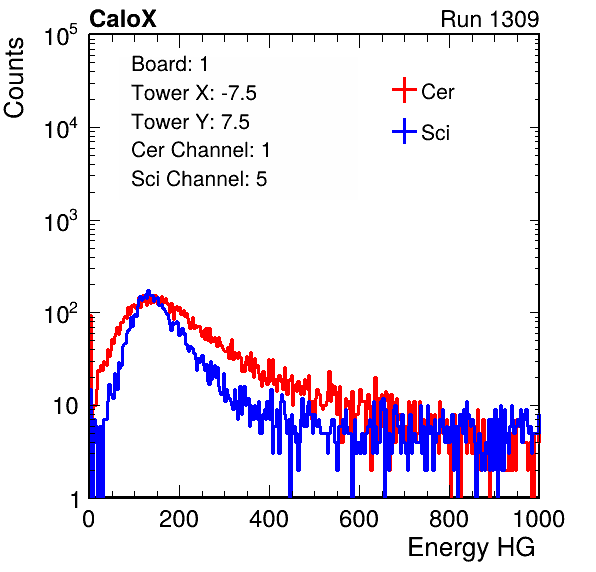 CaloX Run 1309
Counts
10^5
10^4
10^3
10^2
10
1
Board: 1
Tower X: -7.5
Tower Y: 7.5
Cer Channel: 1
Sci Channel: 5
Cer
Sci
0 200 400 600 800 1000
Energy HG